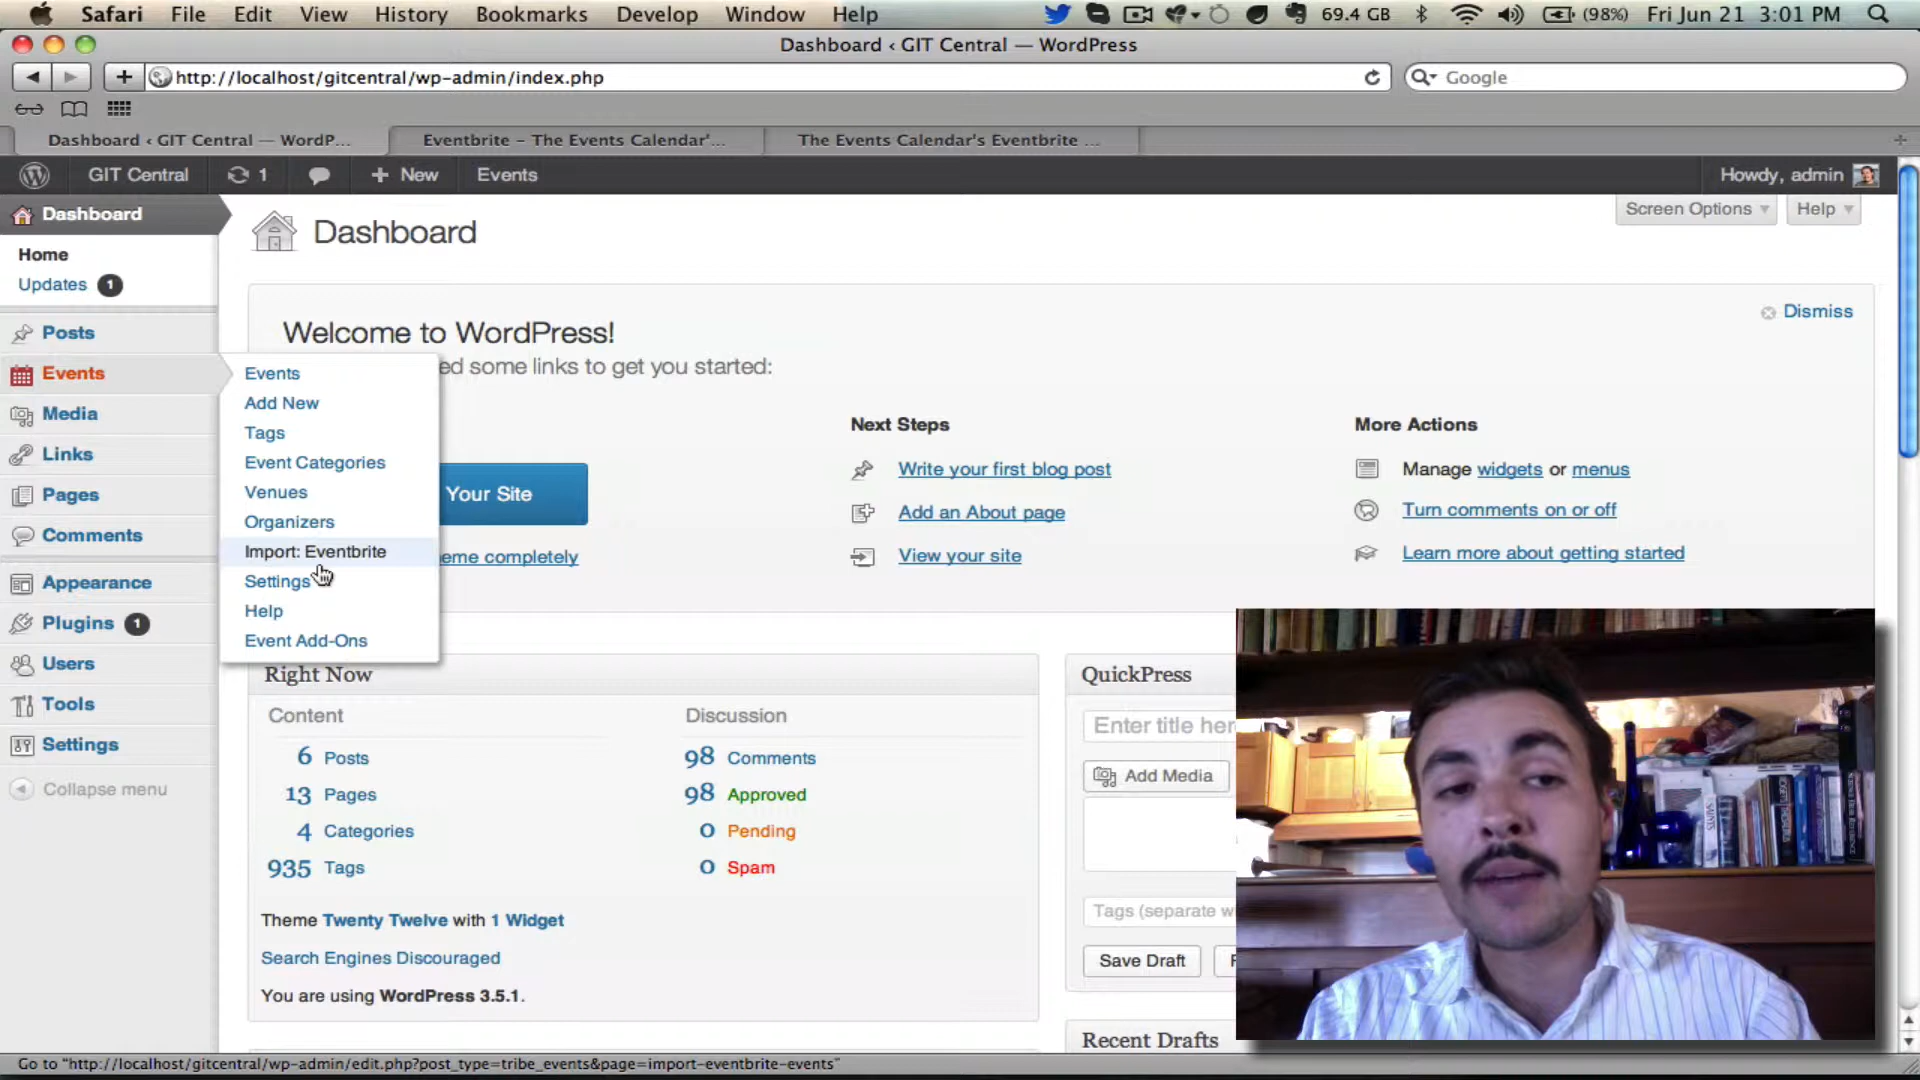 Safari File Edit View History Bookmarks Develop Window Help 69.4 GB (98%) Fri Jun 21 3:01 PM
Dashboard ‹ GIT Central — WordPress
http://localhost/gitcentral/wp-admin/index.php Google
Dashboard ‹ GIT Central — WordP... Eventbrite – The Events Calendar'... The Events Calendar's Eventbrite ...
GIT Central 1 New Events Howdy, admin
Dashboard
Home
Updates 1
Posts
Events
Media
Links
Pages
Comments
Appearance
Plugins 1
Users
Tools
Settings
Collapse menu
Events
Add New
Tags
Event Categories
Venues
Organizers
Import: Eventbrite
Settings
Help
Event Add-Ons
Screen Options Help
Dashboard
Dismiss
Welcome to WordPress!
ed some links to get you started:
Your Site
eme completely
Next Steps
Write your first blog post
Add an About page
View your site
More Actions
Manage widgets or menus
Turn comments on or off
Learn more about getting started
Right Now
Content
6 Posts
13 Pages
4 Categories
935 Tags
Discussion
98 Comments
98 Approved
0 Pending
0 Spam
Theme Twenty Twelve with 1 Widget
Search Engines Discouraged
You are using WordPress 3.5.1.
QuickPress
Enter title her
Add Media
Tags (separate w
Save Draft
Recent Drafts
Go to "http://localhost/gitcentral/wp-admin/edit.php?post_type=tribe_events&page=import-eventbrite-events"